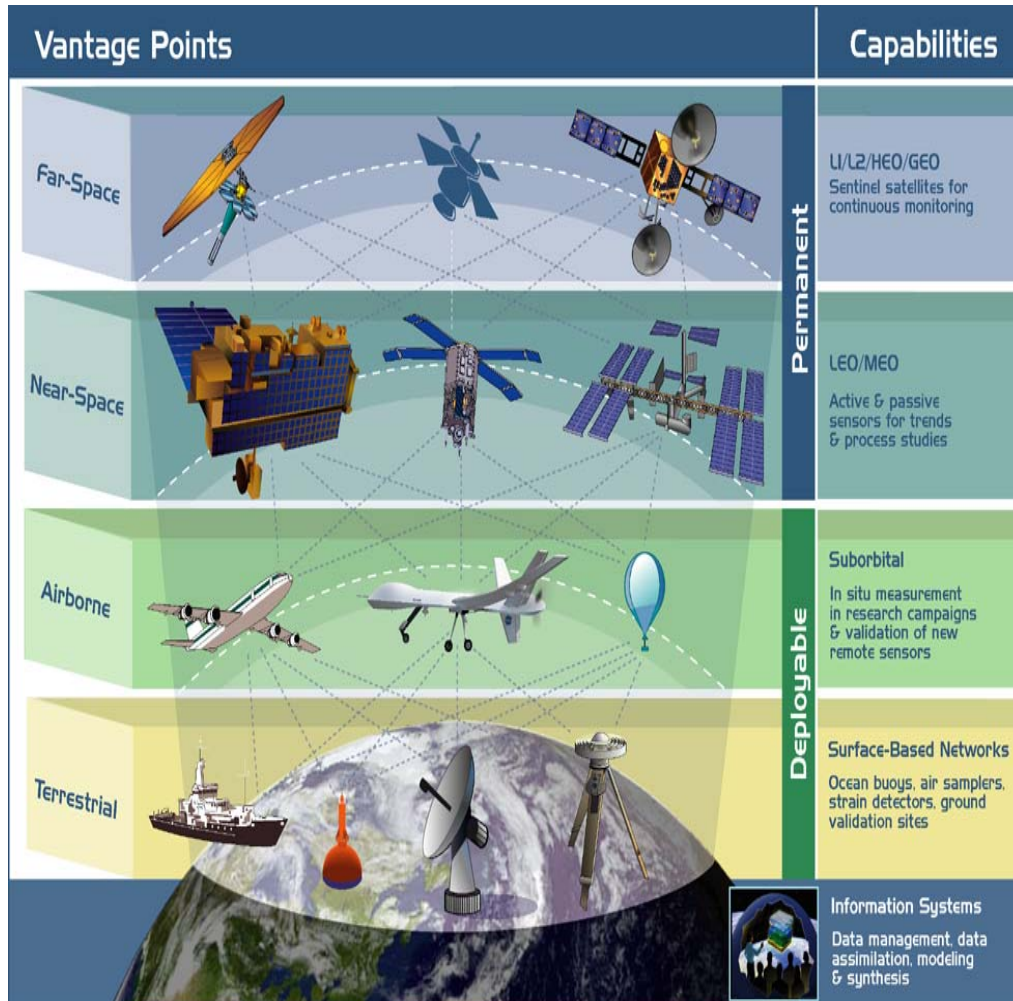 Vantage Points
Capabilities
Far-Space
L1/L2/HEO/GEO
Sentinel satellites for
continuous monitoring
Permanent
Near-Space
LEO/MEO
Active & passive
sensors for trends
& process studies
Airborne
Suborbital
In situ measurement
in research campaigns
& validation of new
remote sensors
Deployable
Terrestrial
Surface-Based Networks
Ocean buoys, air samplers,
strain detectors, ground
validation sites
Information Systems
Data management, data
assimilation, modeling
& synthesis